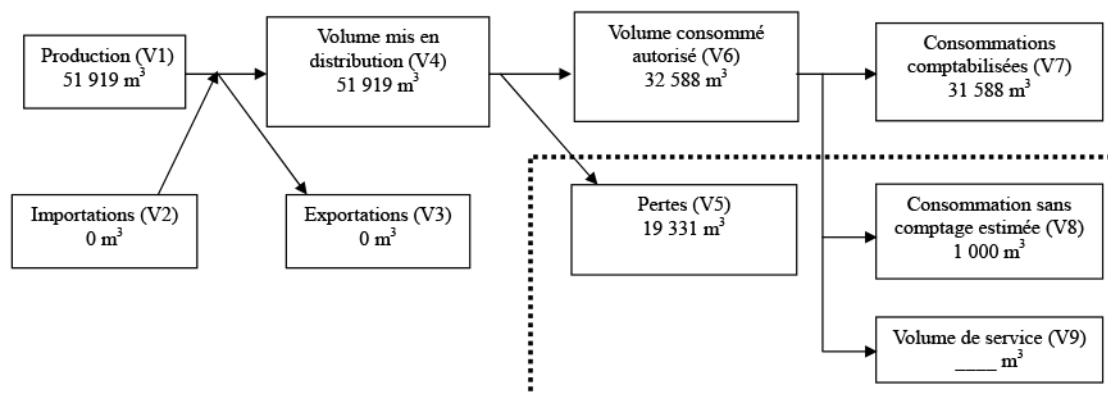 Production (V1)
51 919 m³
Volume mis en
distribution (V4)
51 919 m³
Volume consommé
autorisé (V6)
32 588 m³
Consommations
comptabilisées (V7)
31 588 m³
Importations (V2)
0 m³
Exportations (V3)
0 m³
Pertes (V5)
19 331 m³
Consommation sans
comptage estimée (V8)
1 000 m³
Volume de service (V9)
____ m³